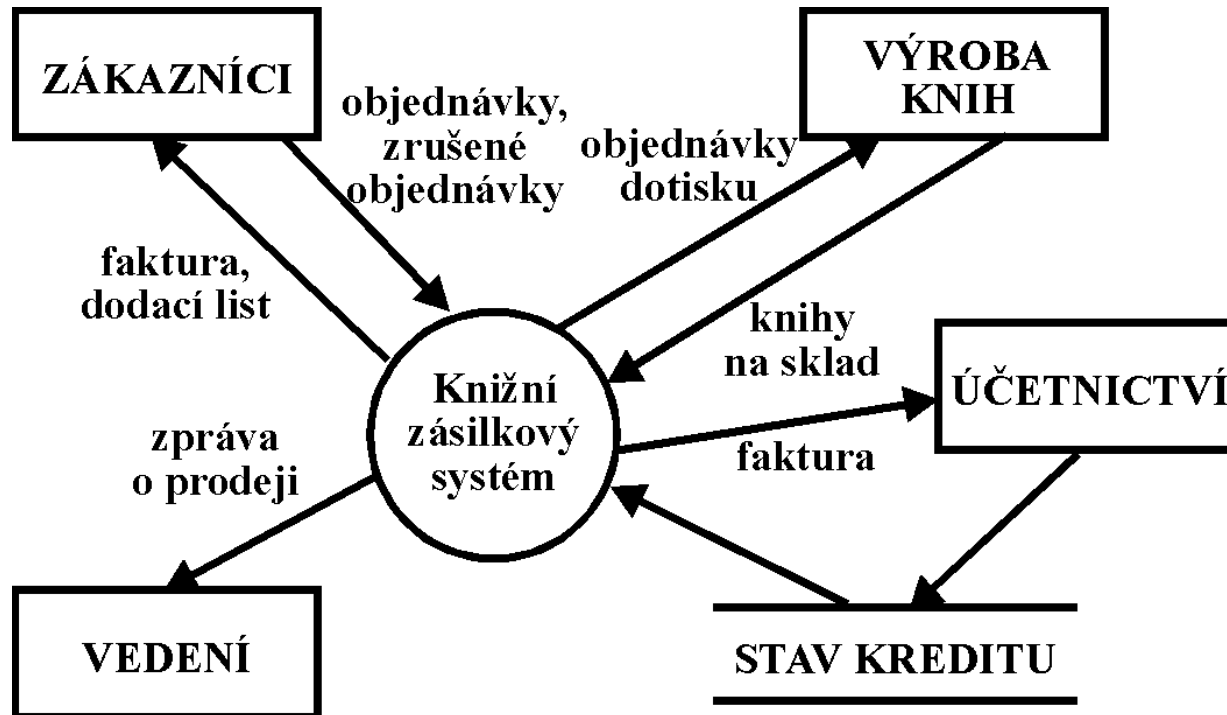 ZÁKAZNÍCI
VÝROBA
KNIH
objednávky,
zrušené
objednávky
objednávky
dotisku
faktura,
dodací list
knihy
na sklad
ÚČETNICTVÍ
Knižní
zásilkový
systém
faktura
zpráva
o prodeji
VEDENÍ
STAV KREDITU